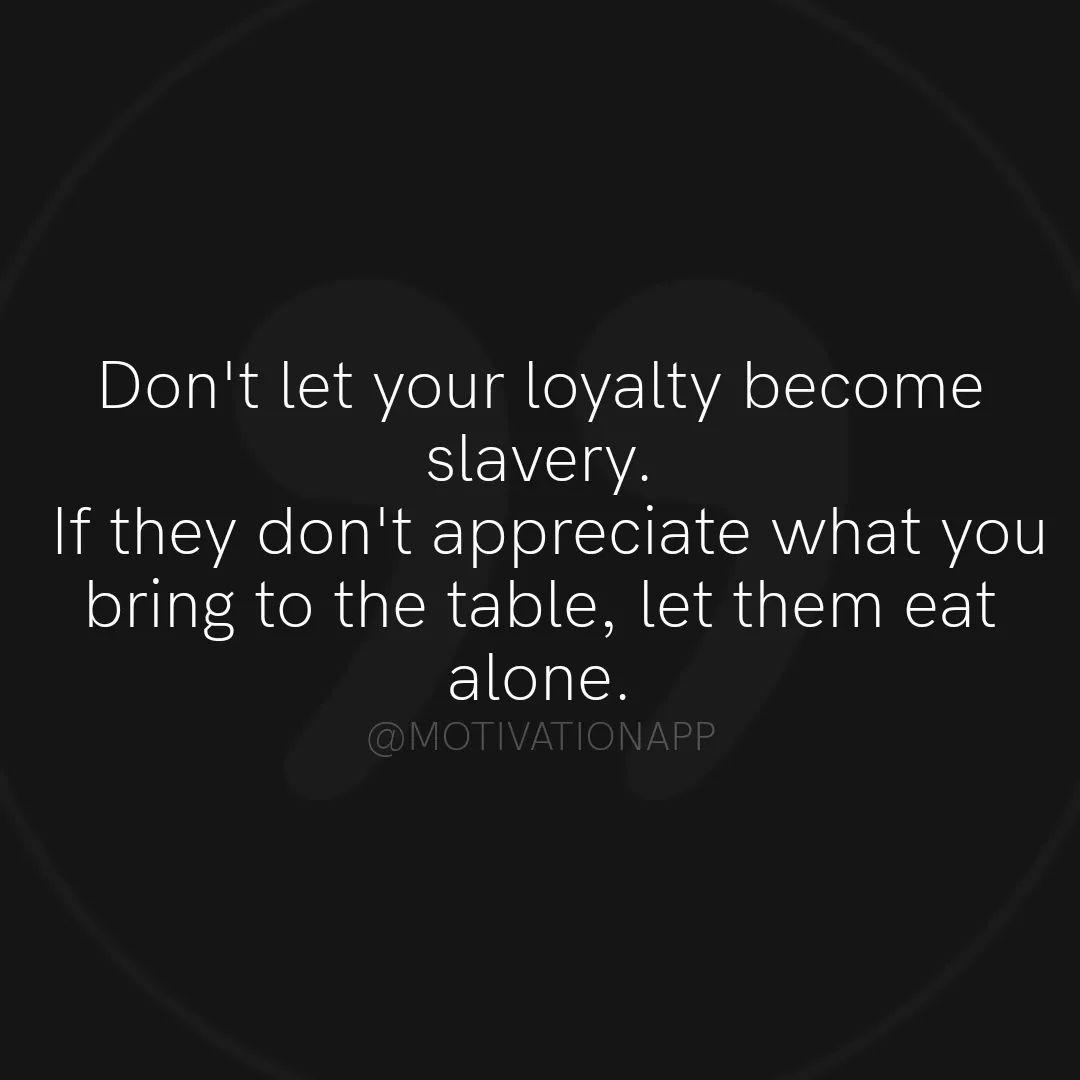 Don't let your loyalty become
slavery.
If they don't appreciate what you
bring to the table, let them eat
alone.
@MOTIVATIONAPP